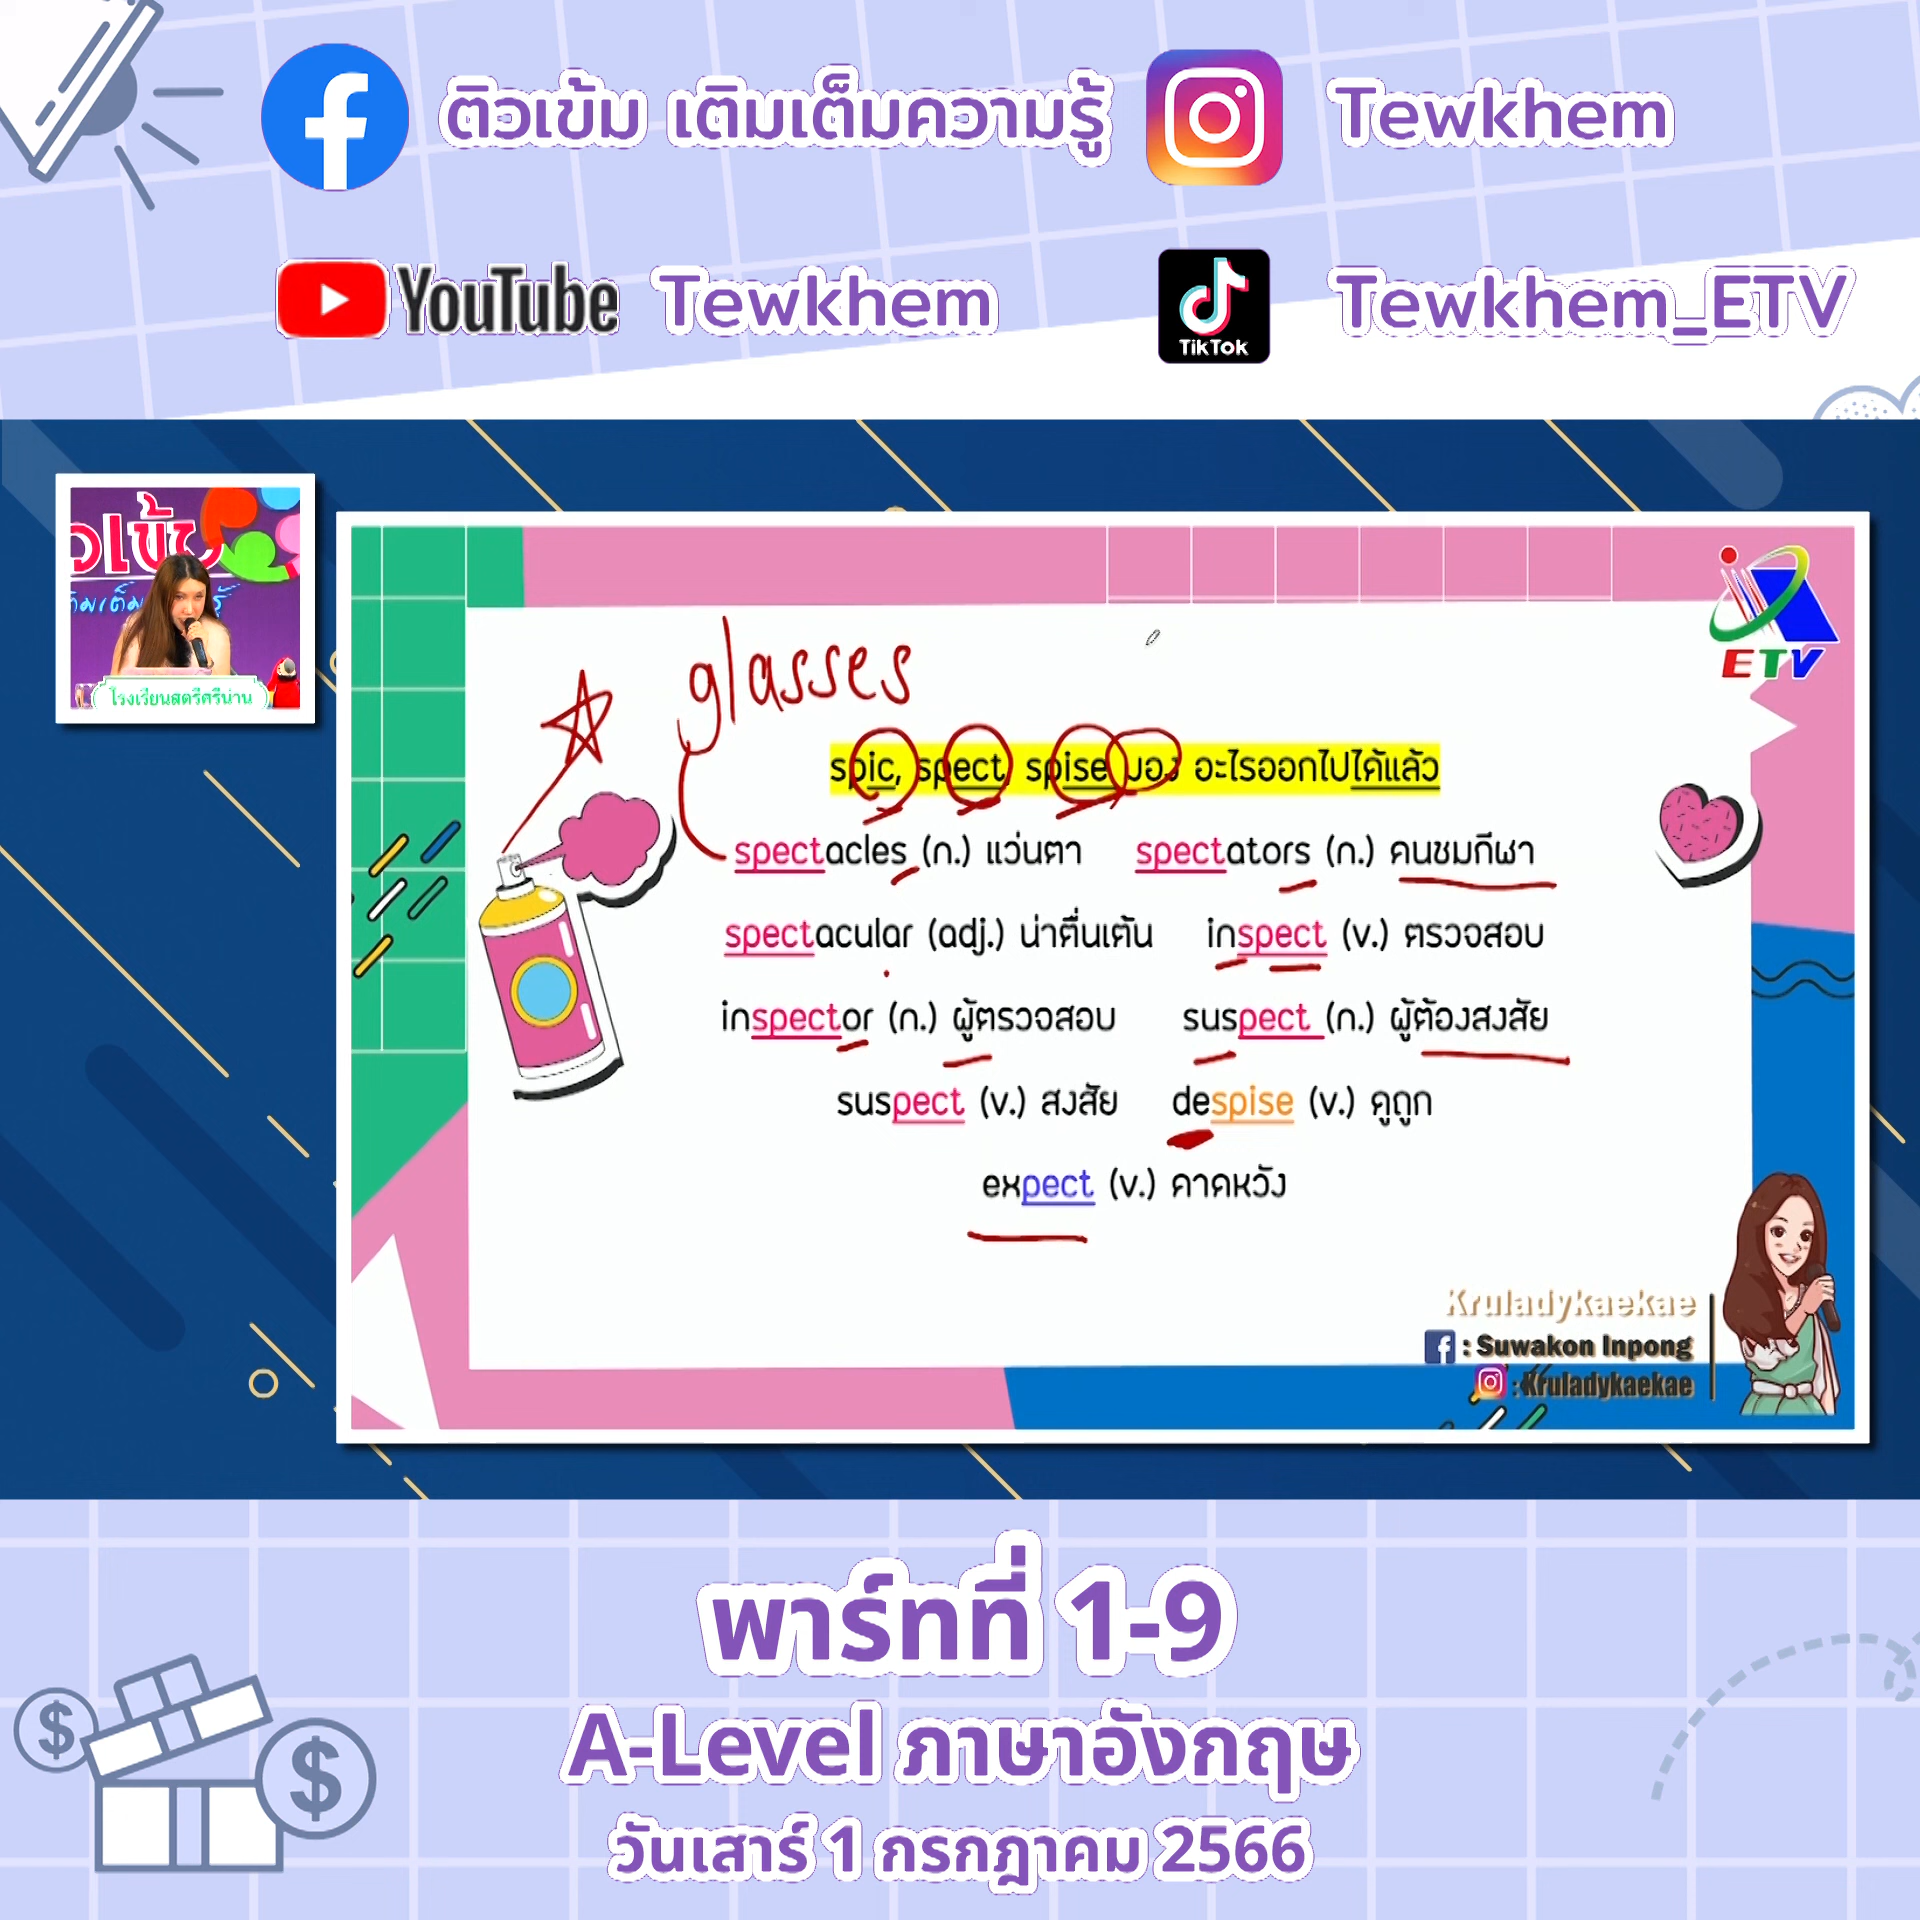 ติวเข้ม เติมเต็มความรู้ Tewkhem
YouTube Tewkhem TikTok Tewkhem_ETV
วเข้ม
โรงเรียนสตรีศรีน่าน
ETV
glasses
spic, spect, spise มอง อะไรออกไปได้แล้ว
spectacles (n.) แว่นตา spectators (n.) คนชมกีฬา
spectacular (adj.) น่าตื่นเต้น inspect (v.) ตรวจสอบ
inspector (n.) ผู้ตรวจสอบ suspect (n.) ผู้ต้องสงสัย
suspect (v.) สงสัย despise (v.) ดูถูก
expect (v.) คาดหวัง
Kruladykaekae
: Suwakon Inpong
: Kruladykaekae
พาร์ทที่ 1-9
A-Level ภาษาอังกฤษ
วันเสาร์ 1 กรกฎาคม 2566